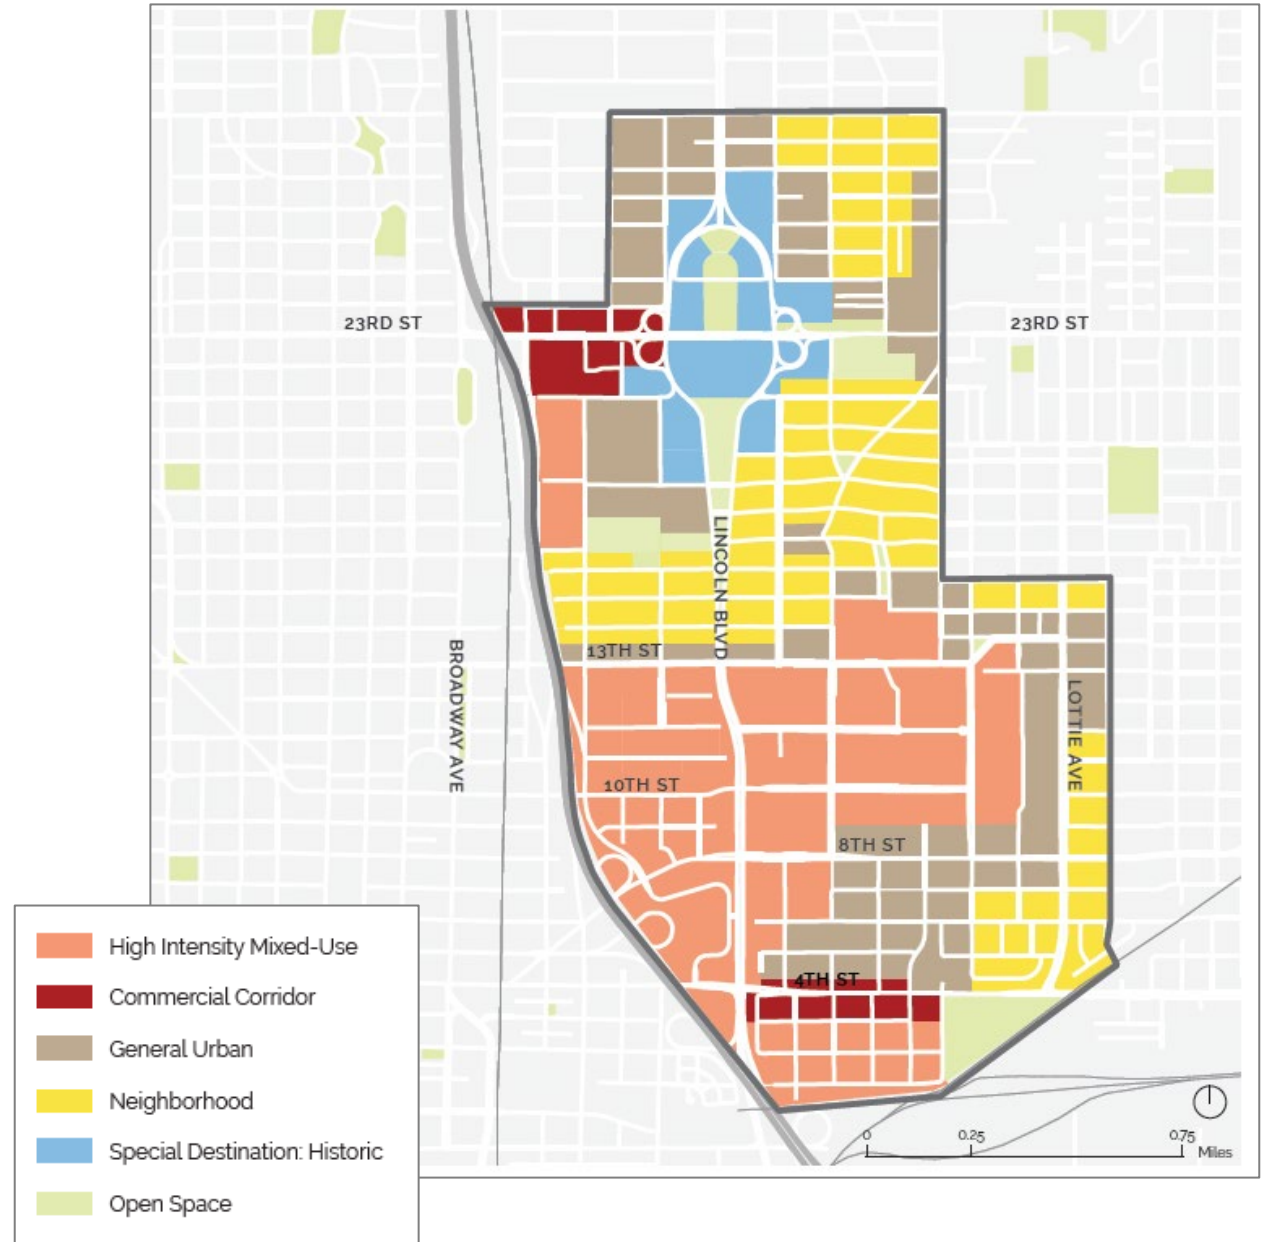 23RD ST
23RD ST
LINCOLN BLVD
13TH ST
BROADWAY AVE
LOTTIE AVE
10TH ST
8TH ST
4TH ST
High Intensity Mixed-Use
Commercial Corridor
General Urban
Neighborhood
Special Destination: Historic
Open Space
0 0.25 0.75
Miles